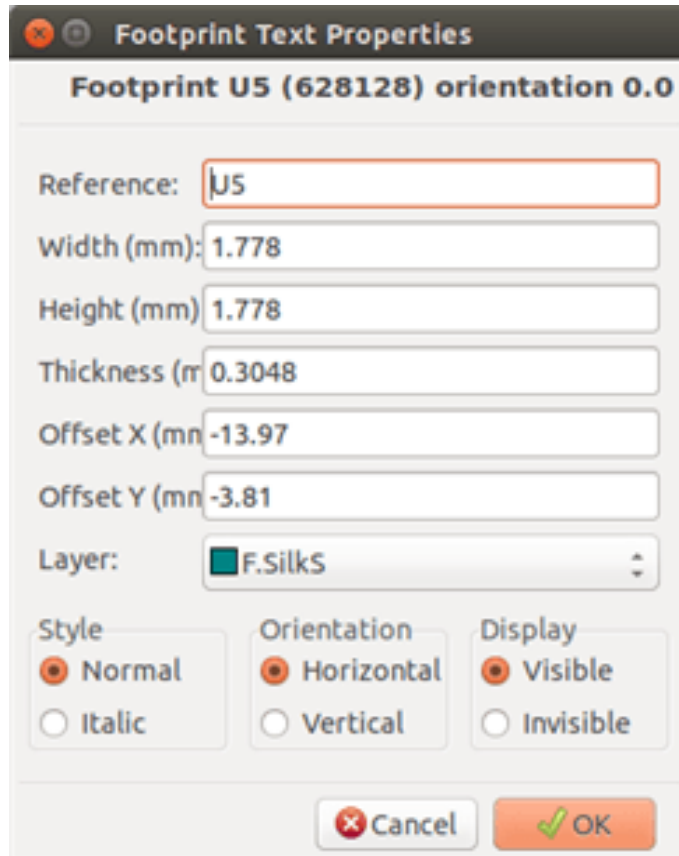 Footprint Text Properties
Footprint U5 (628128) orientation 0.0
Reference: U5
Width (mm): 1.778
Height (mm) 1.778
Thickness (m 0.3048
Offset X (mn -13.97
Offset Y (mn -3.81
Layer: F.SilkS
Style Orientation Display
Normal Horizontal Visible
Italic Vertical Invisible
Cancel OK